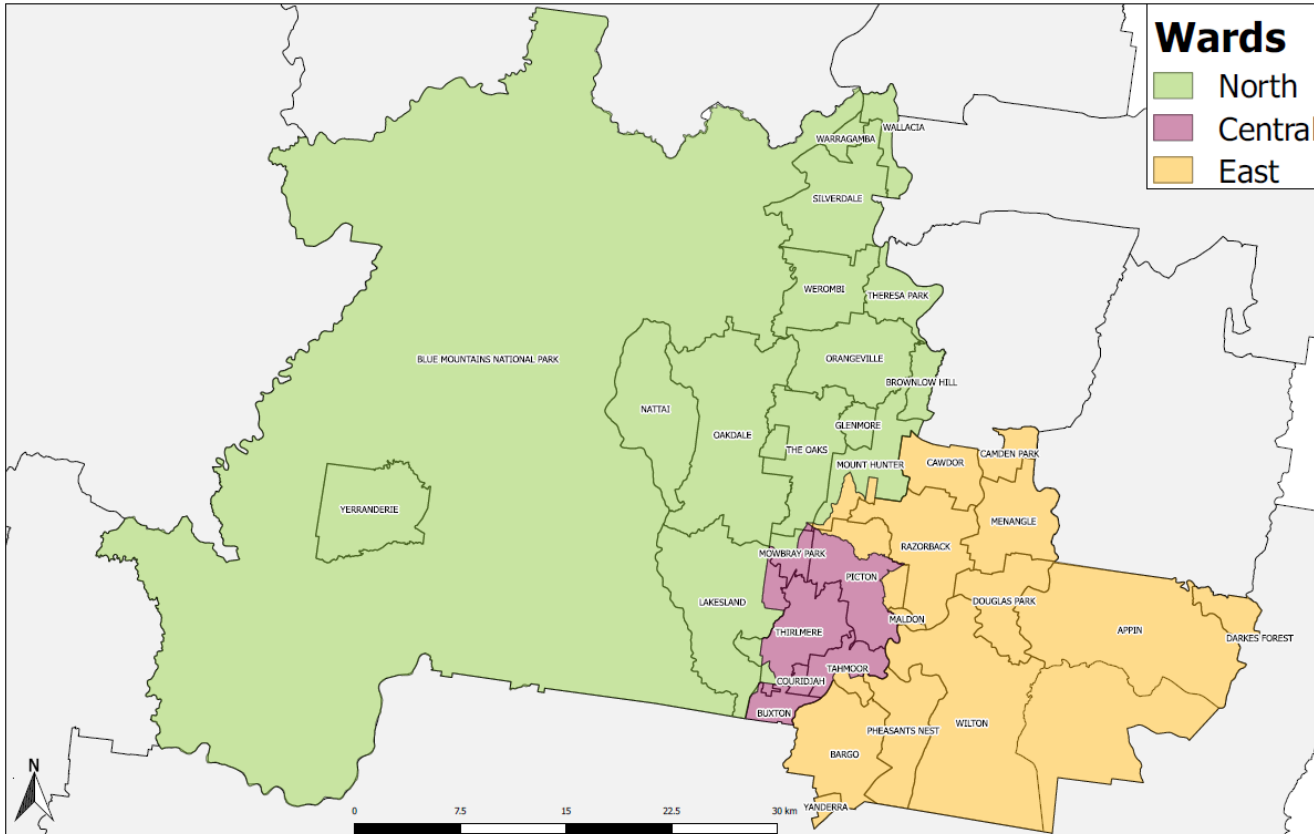 Wards
North
Central
East
WALLACIA
WARRAGAMBA
SILVERDALE
WEROMBI
THERESA PARK
BLUE MOUNTAINS NATIONAL PARK
ORANGEVILLE
BROWNLOW HILL
NATTAI
OAKDALE
GLENMORE
THE OAKS
MOUNT HUNTER
CAWDOR
CAMDEN PARK
YERRANDERIE
MENANGLE
RAZORBACK
MOWBRAY PARK
PICTON
LAKESLAND
DOUGLAS PARK
MALDON
THIRLMERE
APPIN
DARKES FOREST
TAHMOOR
COURIDJAH
BUXTON
PHEASANTS NEST
WILTON
BARGO
YANDERRA
N
0 7.5 15 22.5 30 km